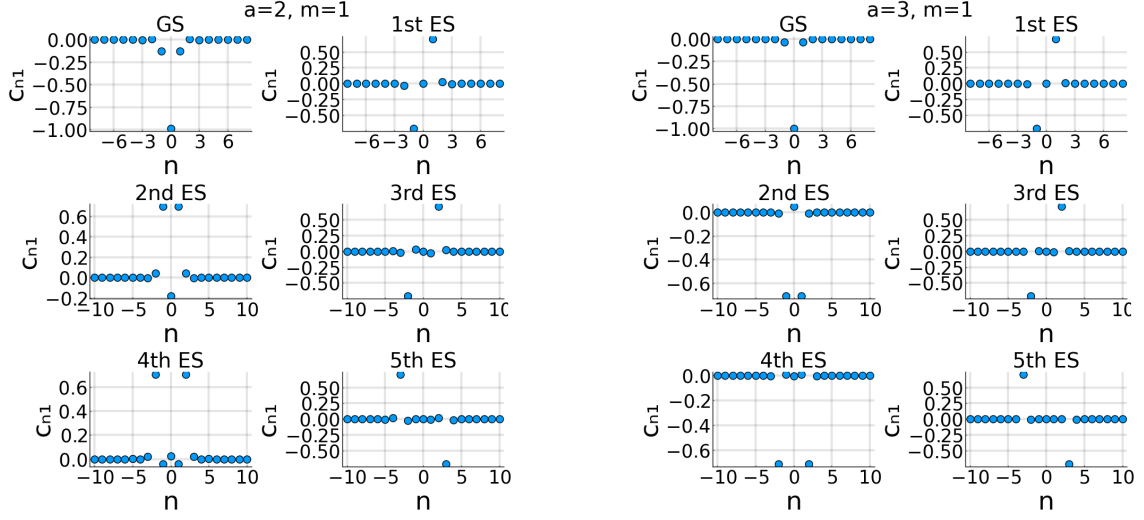 a=2, m=1
GS
1st ES
0.00
−0.25
−0.50
−0.75
−1.00
cn1
−6 −3 0 3 6
n
0.50
0.25
0.00
−0.25
−0.50
cn1
−6 −3 0 3 6
n
2nd ES
3rd ES
0.6
0.4
0.2
0.0
−0.2
cn1
−10 −5 0 5 10
n
0.50
0.25
0.00
−0.25
−0.50
cn1
−10 −5 0 5 10
n
4th ES
5th ES
0.6
0.4
0.2
0.0
cn1
−10 −5 0 5 10
n
0.50
0.25
0.00
−0.25
−0.50
cn1
−10 −5 0 5 10
n
a=3, m=1
GS
1st ES
0.00
−0.25
−0.50
−0.75
−1.00
cn1
−6 −3 0 3 6
n
0.50
0.25
0.00
−0.25
−0.50
cn1
−6 −3 0 3 6
n
2nd ES
3rd ES
0.0
−0.2
−0.4
−0.6
cn1
−10 −5 0 5 10
n
0.50
0.25
0.00
−0.25
−0.50
cn1
−10 −5 0 5 10
n
4th ES
5th ES
0.0
−0.2
−0.4
−0.6
cn1
−10 −5 0 5 10
n
0.50
0.25
0.00
−0.25
−0.50
cn1
−10 −5 0 5 10
n